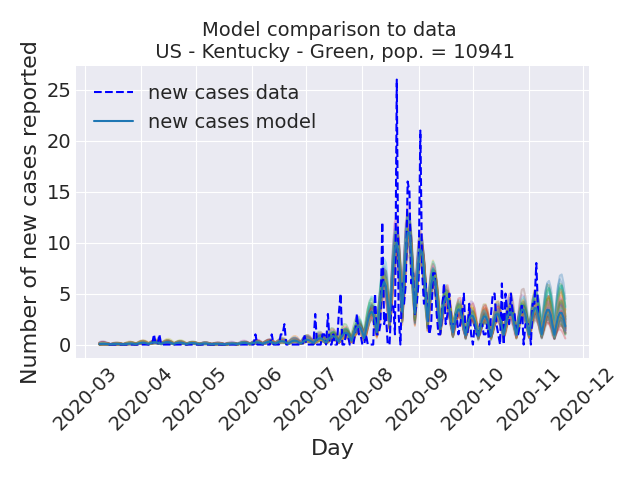 Model comparison to data
US - Kentucky - Green, pop. = 10941
Number of new cases reported
25
20
15
10
5
0
new cases data
new cases model
2020-03
2020-04
2020-05
2020-06
2020-07
2020-08
2020-09
2020-10
2020-11
2020-12
Day